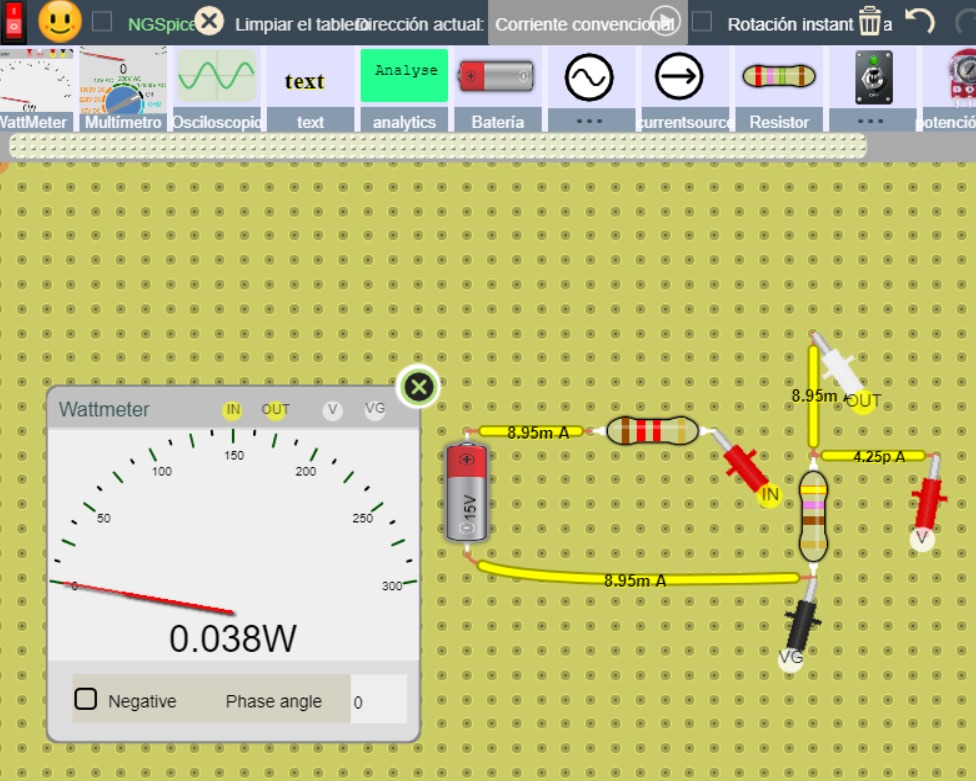 NGSpice
Limpiar el tablero
Dirección actual:
Corriente convencional
Rotación instant a
WattMeter
Multímetro
Osciloscopio
text
text
Analyse
analytics
Batería
...
currentsource
Resistor
...
potenció
Wattmeter
IN
OUT
V
VG
0
50
100
150
200
250
300
0.038W
Negative
Phase angle
0
8.95m A
15V
8.95m A
IN
8.95m
OUT
4.25p A
V
VG